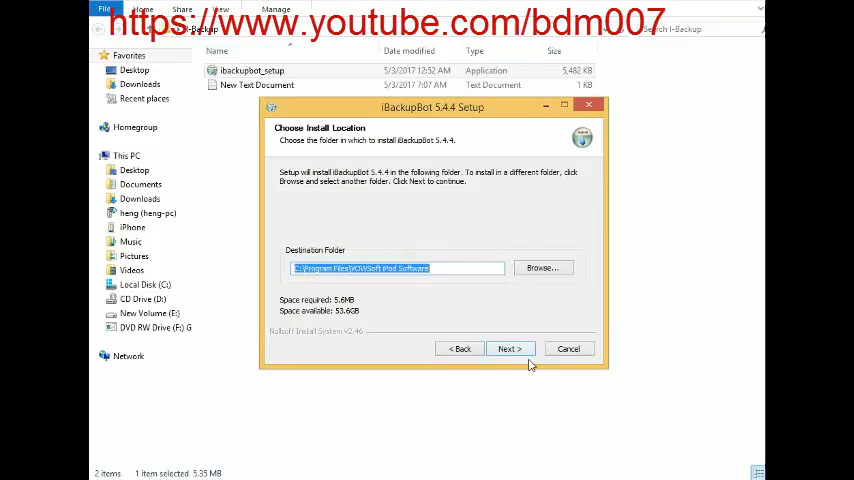 https://www.youtube.com/bdm007
File Home Share View Manage
I-Backup
Search I-Backup
Name Date modified Type Size
ibackupbot_setup 5/3/2017 12:52 AM Application 5,482 KB
New Text Document 5/3/2017 7:07 AM Text Document 1 KB
Favorites
Desktop
Downloads
Recent places
Homegroup
This PC
Desktop
Documents
Downloads
heng (heng-pc)
iPhone
Music
Pictures
Videos
Local Disk (C:)
CD Drive (D:)
New Volume (E:)
DVD RW Drive (F:) G
Network
iBackupBot 5.4.4 Setup
Choose Install Location
Choose the folder in which to install iBackupBot 5.4.4.
Setup will install iBackupBot 5.4.4 in the following folder. To install in a different folder, click
Browse and select another folder. Click Next to continue.
Destination Folder
C:\Program Files\VOWSoft iPod Software
Browse...
Space required: 5.6MB
Space available: 53.6GB
Nullsoft Install System v2.46
< Back Next > Cancel
2 items 1 item selected 5.35 MB